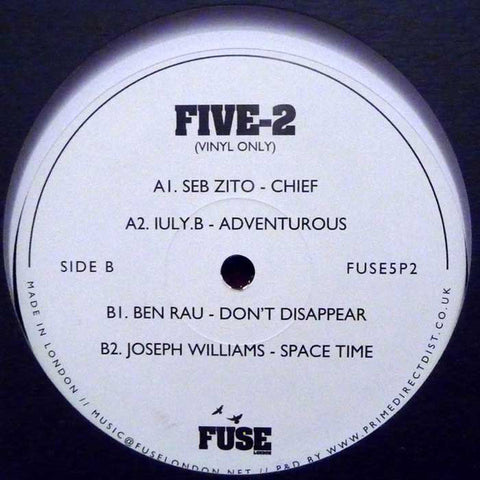 FIVE-2
(VINYL ONLY)
A1. SEB ZITO - CHIEF
A2. IULY.B - ADVENTUROUS
SIDE B
FUSE5P2
B1. BEN RAU - DON'T DISAPPEAR
B2. JOSEPH WILLIAMS - SPACE TIME
FUSE
LONDON
MADE IN LONDON // MUSIC@FUSELONDON.NET // P&D BY WWW.PRIMEDIRECTDIST.CO.UK